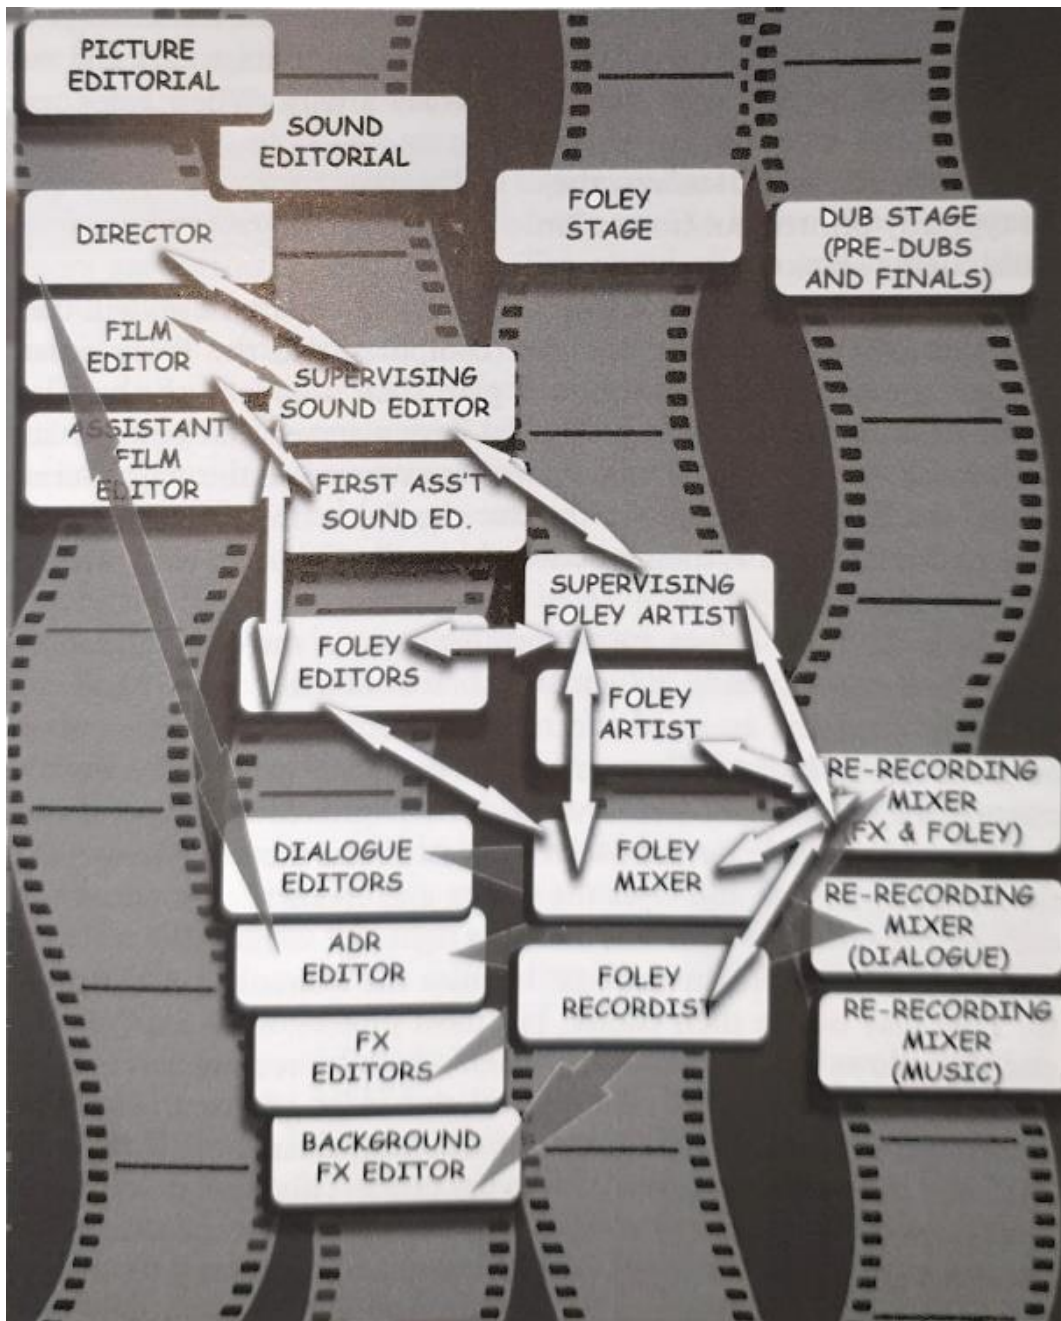 PICTURE
EDITORIAL
SOUND
EDITORIAL
FOLEY
STAGE
DUB STAGE
(PRE-DUBS
AND FINALS)
DIRECTOR
FILM
EDITOR
ASSISTANT
FILM
EDITOR
SUPERVISING
SOUND EDITOR
FIRST ASS'T
SOUND ED.
FOLEY
EDITORS
DIALOGUE
EDITORS
ADR
EDITOR
FX
EDITORS
BACKGROUND
FX EDITOR
SUPERVISING
FOLEY ARTIST
FOLEY
ARTIST
FOLEY
MIXER
FOLEY
RECORDIST
RE-RECORDING
MIXER
(FX & FOLEY)
RE-RECORDING
MIXER
(DIALOGUE)
RE-RECORDING
MIXER
(MUSIC)